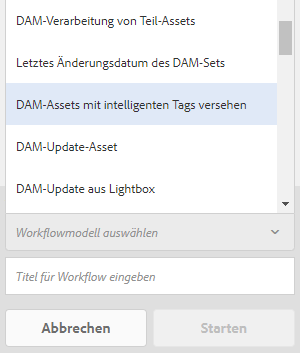 DAM-Verarbeitung von Teil-Assets
Letztes Änderungsdatum des DAM-Sets
DAM-Assets mit intelligenten Tags versehen
DAM-Update-Asset
DAM-Update aus Lightbox
Workflowmodell auswählen
Titel für Workflow eingeben
Abbrechen
Starten